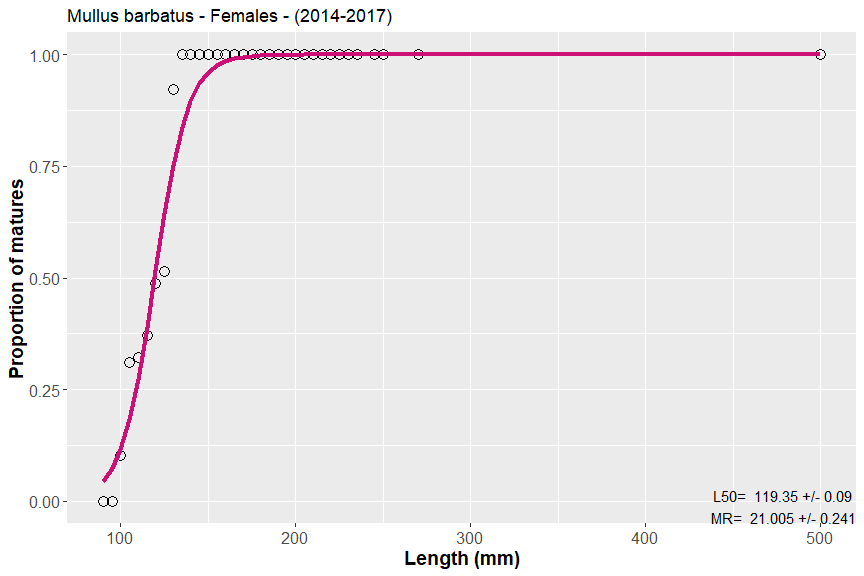 Mullus barbatus - Females - (2014-2017)
1.00
0.75
0.50
0.25
0.00
Proportion of matures
L50=  119.35 +/- 0.09
MR=  21.005 +/- 0.241
100
200
300
400
500
Length (mm)